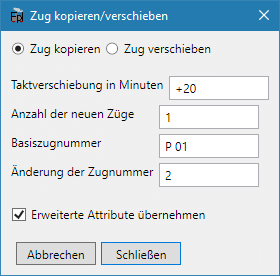 Zug kopieren/verschieben
Zug kopieren Zug verschieben
Taktverschiebung in Minuten +20
Anzahl der neuen Züge 1
Basiszugnummer P 01
Änderung der Zugnummer 2
Erweiterte Attribute übernehmen
Abbrechen Schließen